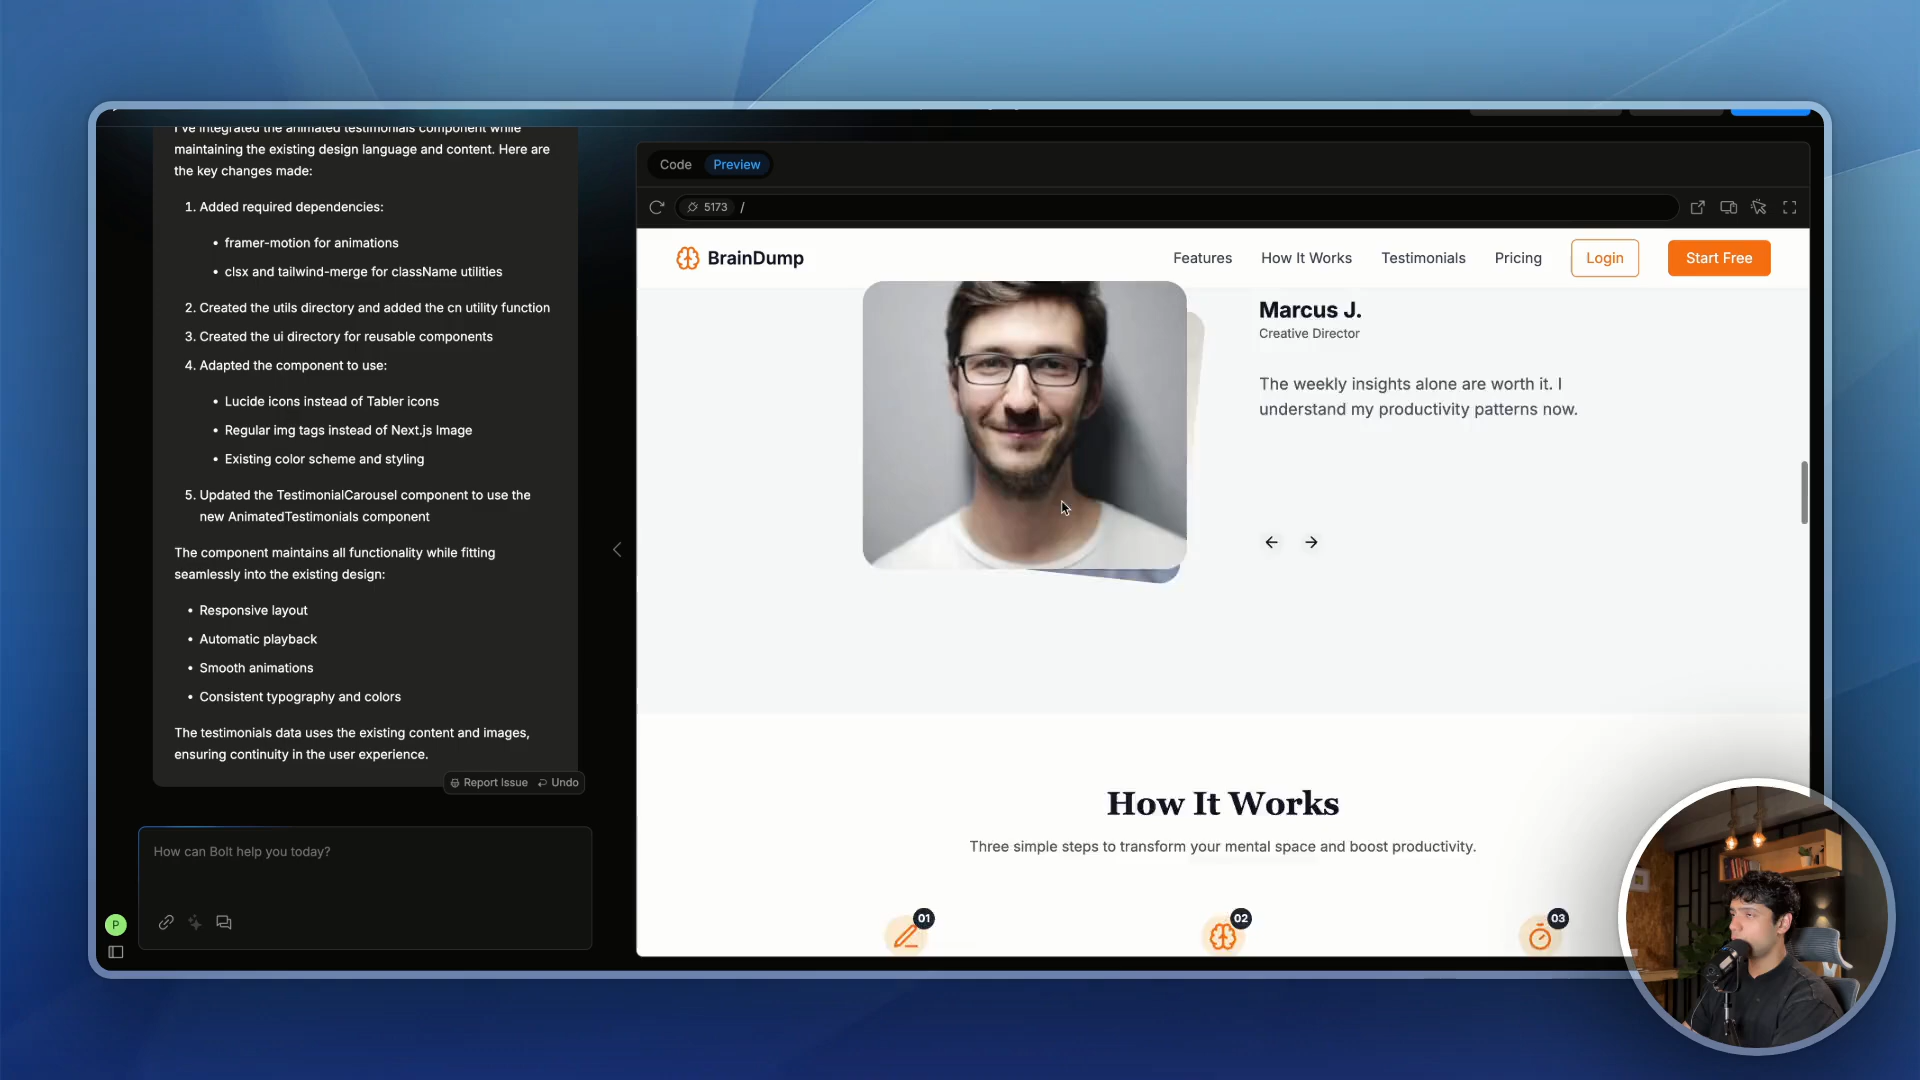 I've integrated the animated testimonials component while
maintaining the existing design language and content. Here are
the key changes made:
1. Added required dependencies:
• framer-motion for animations
• clsx and tailwind-merge for className utilities
2. Created the utils directory and added the cn utility function
3. Created the ui directory for reusable components
4. Adapted the component to use:
• Lucide icons instead of Tabler icons
• Regular img tags instead of Next.js Image
• Existing color scheme and styling
5. Updated the TestimonialCarousel component to use the
new AnimatedTestimonials component
The component maintains all functionality while fitting
seamlessly into the existing design:
• Responsive layout
• Automatic playback
• Smooth animations
• Consistent typography and colors
The testimonials data uses the existing content and images,
ensuring continuity in the user experience.
Report Issue Undo
How can Bolt help you today?
P
Code Preview
5173 /
BrainDump Features How It Works Testimonials Pricing Login Start Free
Marcus J.
Creative Director
The weekly insights alone are worth it. I
understand my productivity patterns now.
How It Works
Three simple steps to transform your mental space and boost productivity.
01 02 03